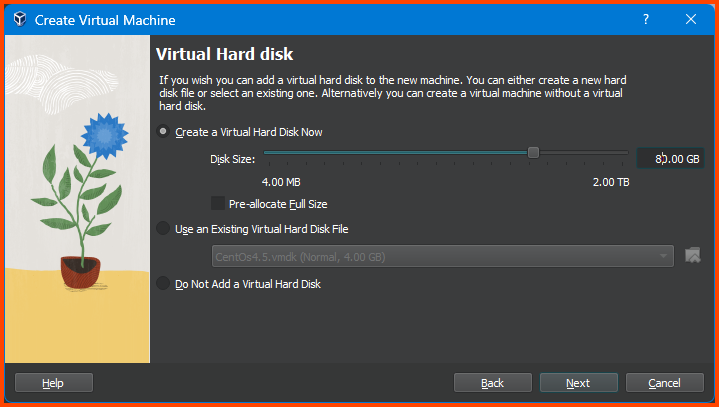 Create Virtual Machine
Virtual Hard disk
If you wish you can add a virtual hard disk to the new machine. You can either create a new hard
disk file or select an existing one. Alternatively you can create a virtual machine without a virtual
hard disk.
Create a Virtual Hard Disk Now
Disk Size:
80.00 GB
4.00 MB
2.00 TB
Pre-allocate Full Size
Use an Existing Virtual Hard Disk File
CentOs4.5.vmdk (Normal, 4.00 GB)
Do Not Add a Virtual Hard Disk
Help
Back
Next
Cancel